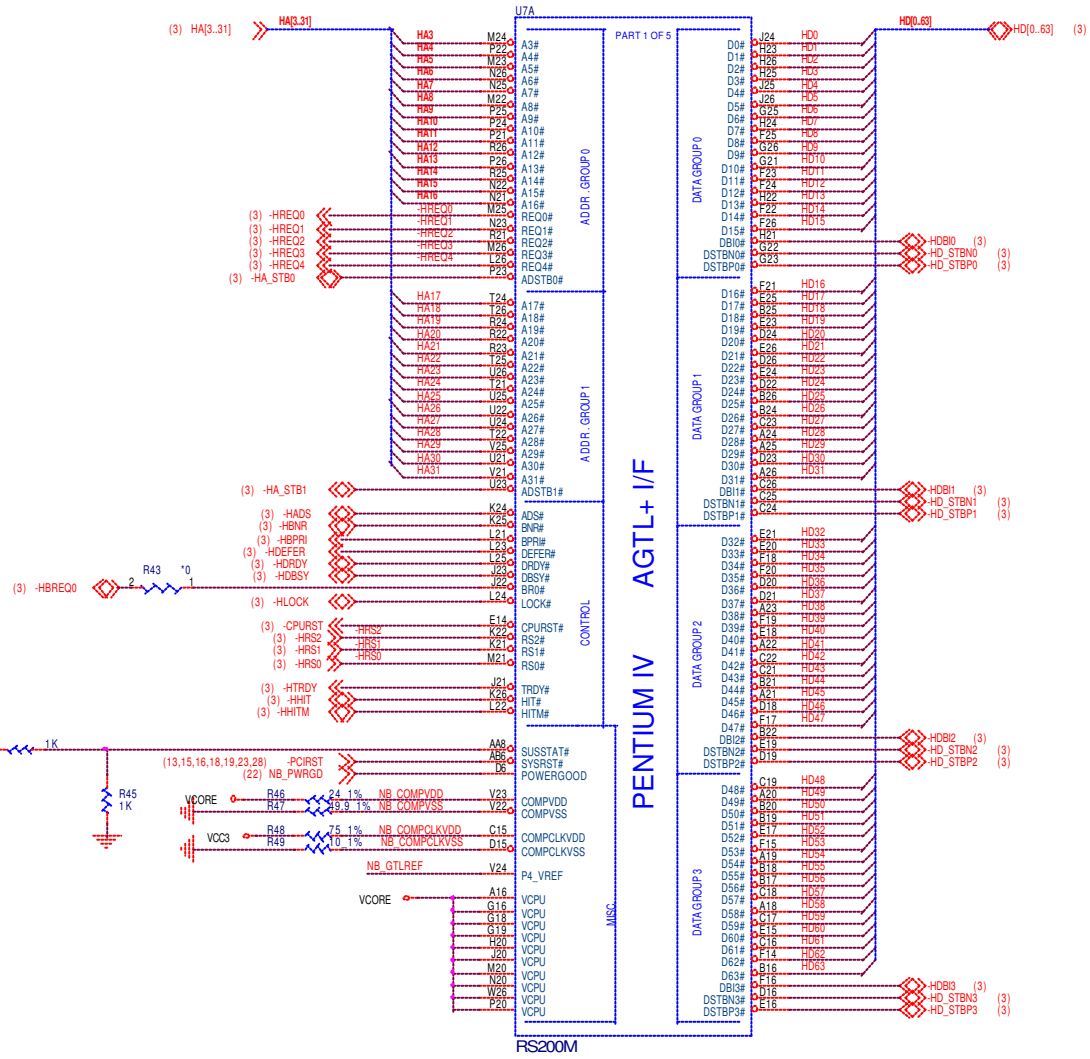 U7A
(3) HA[3..31] HA[3..31]
PART 1 OF 5
HD[0..63] HD[0..63] (3)
HA3 M24 A3#
HA4 P22 A4#
HA5 M23 A5#
HA6 N26 A6#
HA7 N25 A7#
HA8 M22 A8#
HA9 P25 A9#
HA10 P24 A10#
HA11 P21 A11#
HA12 R26 A12#
HA13 P26 A13#
HA14 R25 A14#
HA15 N22 A15#
HA16 N21 A16#
(3) -HREQ0 -HREQ0 M25 REQ0#
(3) -HREQ1 -HREQ1 N23 REQ1#
(3) -HREQ2 -HREQ2 R21 REQ2#
(3) -HREQ3 -HREQ3 M26 REQ3#
(3) -HREQ4 -HREQ4 L26 REQ4#
(3) -HA_STB0 P23 ADSTB0#
ADDR. GROUP 0
HA17 T24 A17#
HA18 T26 A18#
HA19 R24 A19#
HA20 R22 A20#
HA21 R23 A21#
HA22 T25 A22#
HA23 U26 A23#
HA24 T21 A24#
HA25 U25 A25#
HA26 U22 A26#
HA27 U24 A27#
HA28 T22 A28#
HA29 V25 A29#
HA30 U21 A30#
HA31 V21 A31#
(3) -HA_STB1 U23 ADSTB1#
ADDR. GROUP 1
(3) -HADS K24 ADS#
(3) -HBNR K25 BNR#
(3) -HBPRI L21 BPRI#
(3) -HDEFER L23 DEFER#
(3) -HDRDY L25 DRDY#
(3) -HDBSY J23 DBSY#
(3) -HBREQ0 2 R43 *0 1 J22 BR0#
(3) -HLOCK L24 LOCK#
(3) -CPURST E14 CPURST#
(3) -HRS2 -HRS2 K22 RS2#
(3) -HRS1 -HRS1 K21 RS1#
(3) -HRS0 -HRS0 M21 RS0#
(3) -HTRDY J21 TRDY#
(3) -HHIT K26 HIT#
(3) -HHITM L22 HITM#
CONTROL
1K AA8 SUSSTAT#
(13,15,16,18,19,23,28) -PCIRST AB6 SYSRST#
(22) NB_PWRGD D6 POWERGOOD
R45
1K
VCORE R46 24_1% NB_COMPVDD V23 COMPVDD
R47 49.9_1% NB_COMPVSS V22 COMPVSS
VCC3 R48 75_1% NB_COMPCLKVDD C15 COMPCLKVDD
R49 10_1% NB_COMPCLKVSS D15 COMPCLKVSS
NB_GTLREF V24 P4_VREF
VCORE A16 VCPU
G16 VCPU
G18 VCPU
G19 VCPU
H20 VCPU
J20 VCPU
M20 VCPU
N20 VCPU
W26 VCPU
P20 VCPU
MISC.
PENTIUM IV AGTL+ I/F
D0# J24 HD0
D1# H23 HD1
D2# H26 HD2
D3# H25 HD3
D4# J25 HD4
D5# J26 HD5
D6# G25 HD6
D7# H24 HD7
D8# F25 HD8
D9# G26 HD9
D10# G21 HD10
D11# F23 HD11
D12# F24 HD12
D13# H22 HD13
D14# F22 HD14
D15# F26 HD15
DBI0# H21 -HDBI0 (3)
DSTBN0# G22 -HD_STBN0 (3)
DSTBP0# G23 -HD_STBP0 (3)
DATA GROUP 0
D16# F21 HD16
D17# E25 HD17
D18# B25 HD18
D19# E23 HD19
D20# D24 HD20
D21# E26 HD21
D22# D26 HD22
D23# E24 HD23
D24# D22 HD24
D25# B26 HD25
D26# B24 HD26
D27# C23 HD27
D28# A24 HD28
D29# A25 HD29
D30# D23 HD30
D31# A26 HD31
DBI1# C26 -HDBI1 (3)
DSTBN1# C25 -HD_STBN1 (3)
DSTBP1# C24 -HD_STBP1 (3)
DATA GROUP 1
D32# E21 HD32
D33# E20 HD33
D34# F18 HD34
D35# F20 HD35
D36# D20 HD36
D37# D21 HD37
D38# A23 HD38
D39# F19 HD39
D40# E18 HD40
D41# A22 HD41
D42# C22 HD42
D43# C21 HD43
D44# B21 HD44
D45# A21 HD45
D46# D18 HD46
D47# F17 HD47
DBI2# B22 -HDBI2 (3)
DSTBN2# E19 -HD_STBN2 (3)
DSTBP2# D19 -HD_STBP2 (3)
DATA GROUP 2
D48# C19 HD48
D49# A20 HD49
D50# B20 HD50
D51# B19 HD51
D52# E17 HD52
D53# F15 HD53
D54# A19 HD54
D55# B18 HD55
D56# B17 HD56
D57# C18 HD57
D58# A18 HD58
D59# C17 HD59
D60# E15 HD60
D61# C16 HD61
D62# F14 HD62
D63# B16 HD63
DBI3# F16 -HDBI3 (3)
DSTBN3# D16 -HD_STBN3 (3)
DSTBP3# E16 -HD_STBP3 (3)
DATA GROUP 3
RS200M